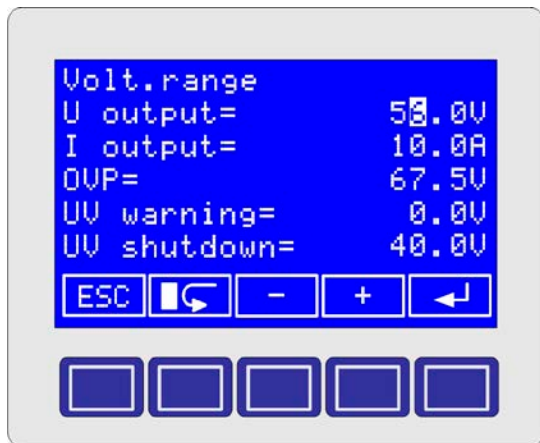 Volt.range
U output= 56.0V
I output= 10.0A
OVP= 67.5V
UV warning= 0.0V
UV shutdown= 40.0V
ESC - +